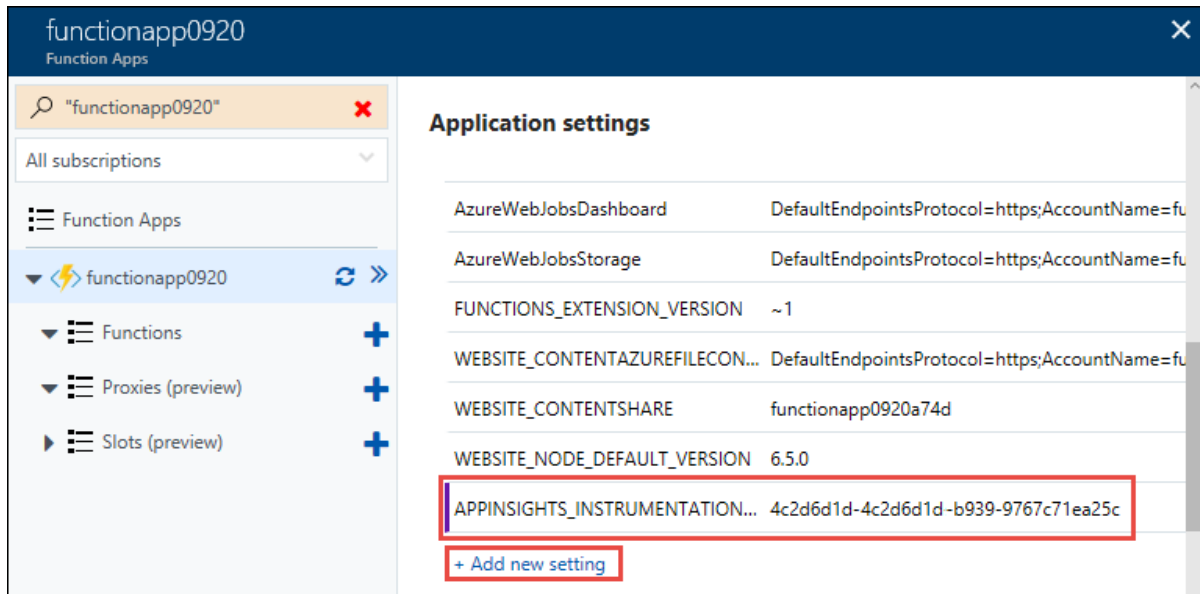 functionapp0920
Function Apps
"functionapp0920"
All subscriptions
Function Apps
functionapp0920
Functions
Proxies (preview)
Slots (preview)
Application settings
AzureWebJobsDashboard DefaultEndpointsProtocol=https;AccountName=fu
AzureWebJobsStorage DefaultEndpointsProtocol=https;AccountName=fu
FUNCTIONS_EXTENSION_VERSION ~1
WEBSITE_CONTENTAZUREFILECON... DefaultEndpointsProtocol=https;AccountName=fu
WEBSITE_CONTENTSHARE functionapp0920a74d
WEBSITE_NODE_DEFAULT_VERSION 6.5.0
APPINSIGHTS_INSTRUMENTATION... 4c2d6d1d-4c2d6d1d-b939-9767c71ea25c
+ Add new setting